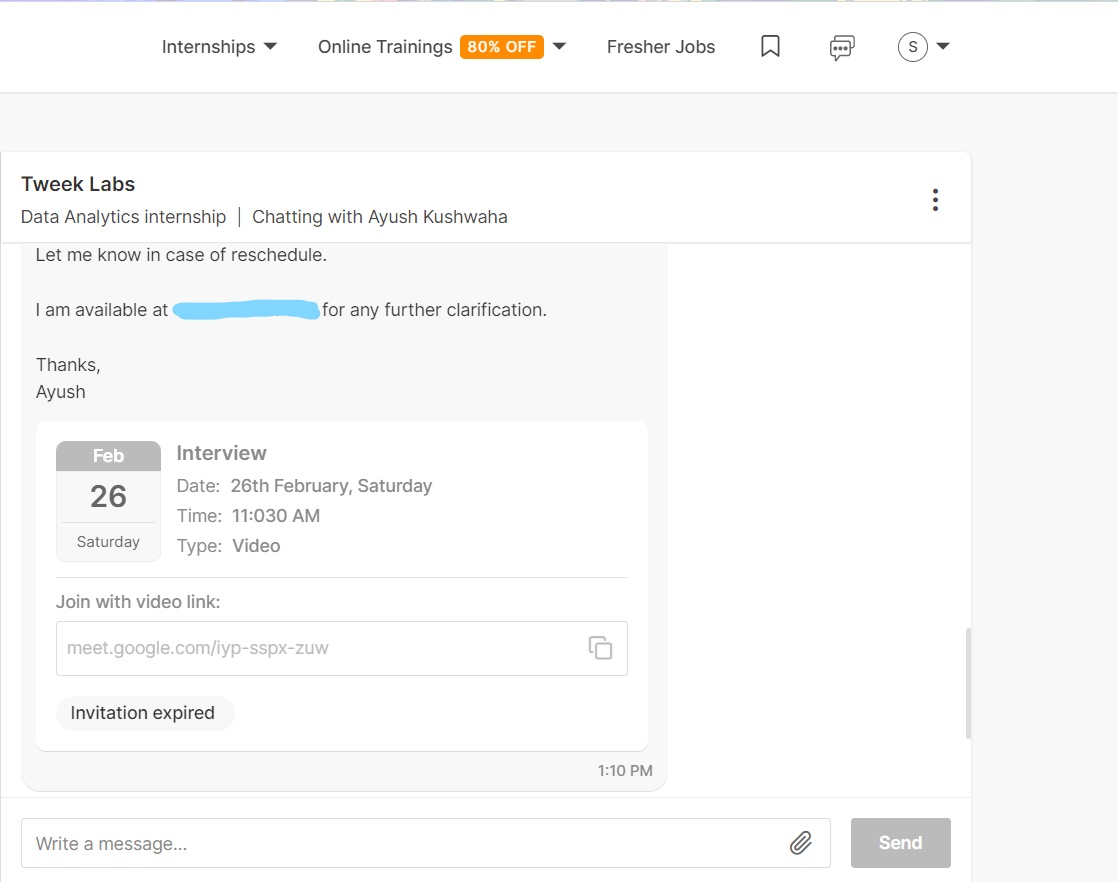 Internships Online Trainings 80% OFF Fresher Jobs S
Tweek Labs
Data Analytics internship | Chatting with Ayush Kushwaha
Let me know in case of reschedule.
I am available at for any further clarification.
Thanks,
Ayush
Feb
26
Saturday
Interview
Date: 26th February, Saturday
Time: 11:030 AM
Type: Video
Join with video link:
meet.google.com/iyp-sspx-zuw
Invitation expired
1:10 PM
Write a message...
Send